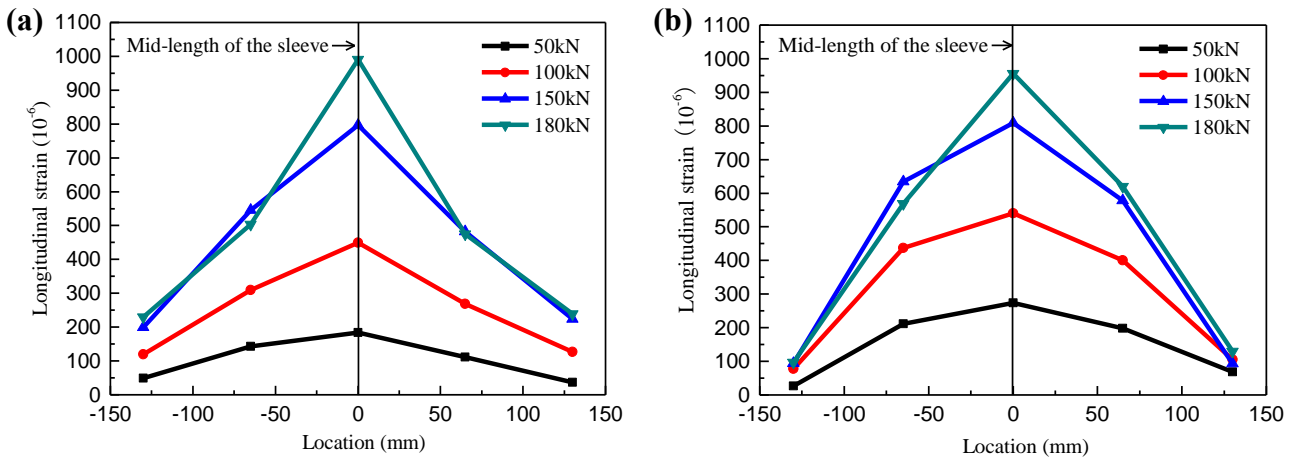 (a)
1100
1000
900
800
700
600
500
400
300
200
100
0
Longitudinal strain (10⁻⁶)
Mid-length of the sleeve
50kN
100kN
150kN
180kN
-150 -100 -50 0 50 100 150
Location (mm)
(b)
1100
1000
900
800
700
600
500
400
300
200
100
0
Longitudinal strain (10⁻⁶)
Mid-length of the sleeve
50kN
100kN
150kN
180kN
-150 -100 -50 0 50 100 150
Location (mm)